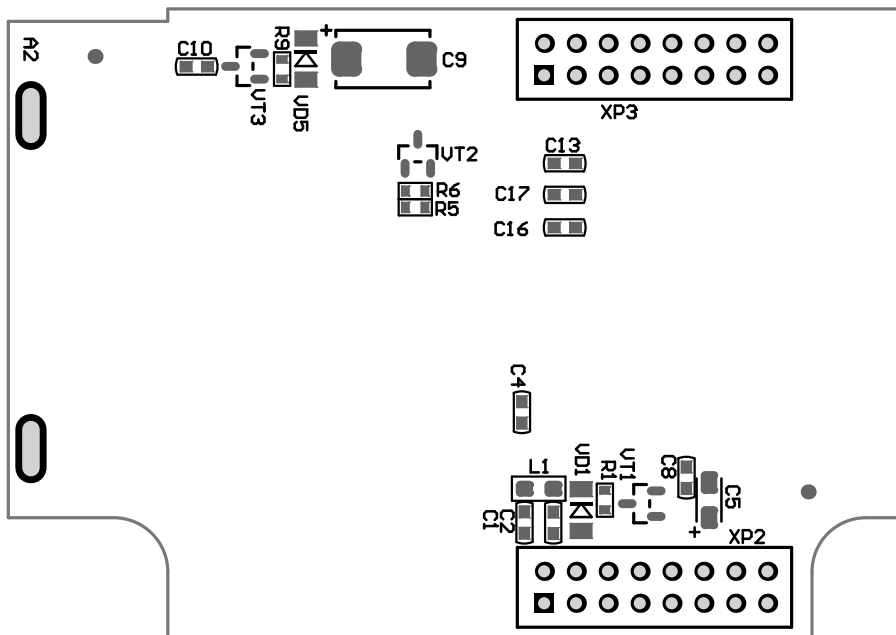 A2
C10
R9
+
C9
VT3
VD5
XP3
VT2
C13
R6
C17
R5
C16
C4
L1
VD1
R1
VT1
C8
C5
C1
C2
+
XP2